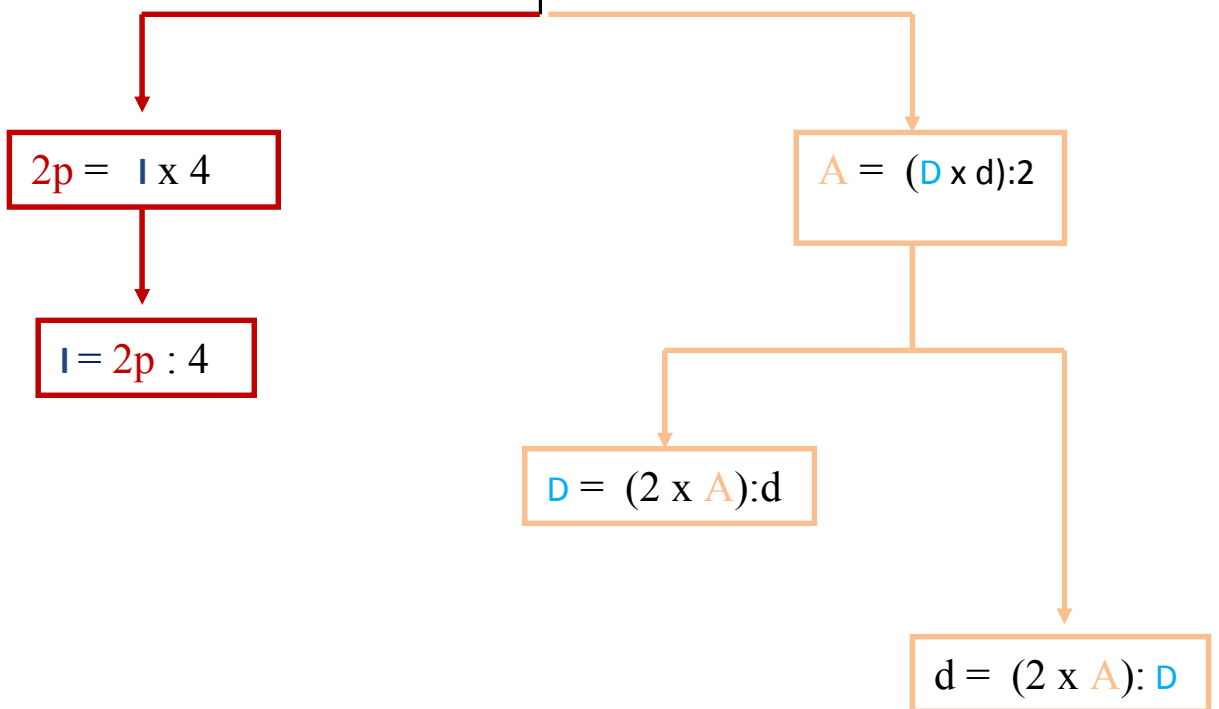 2p = l x 4
A = (D x d):2
l = 2p : 4
D = (2 x A):d
d = (2 x A): D